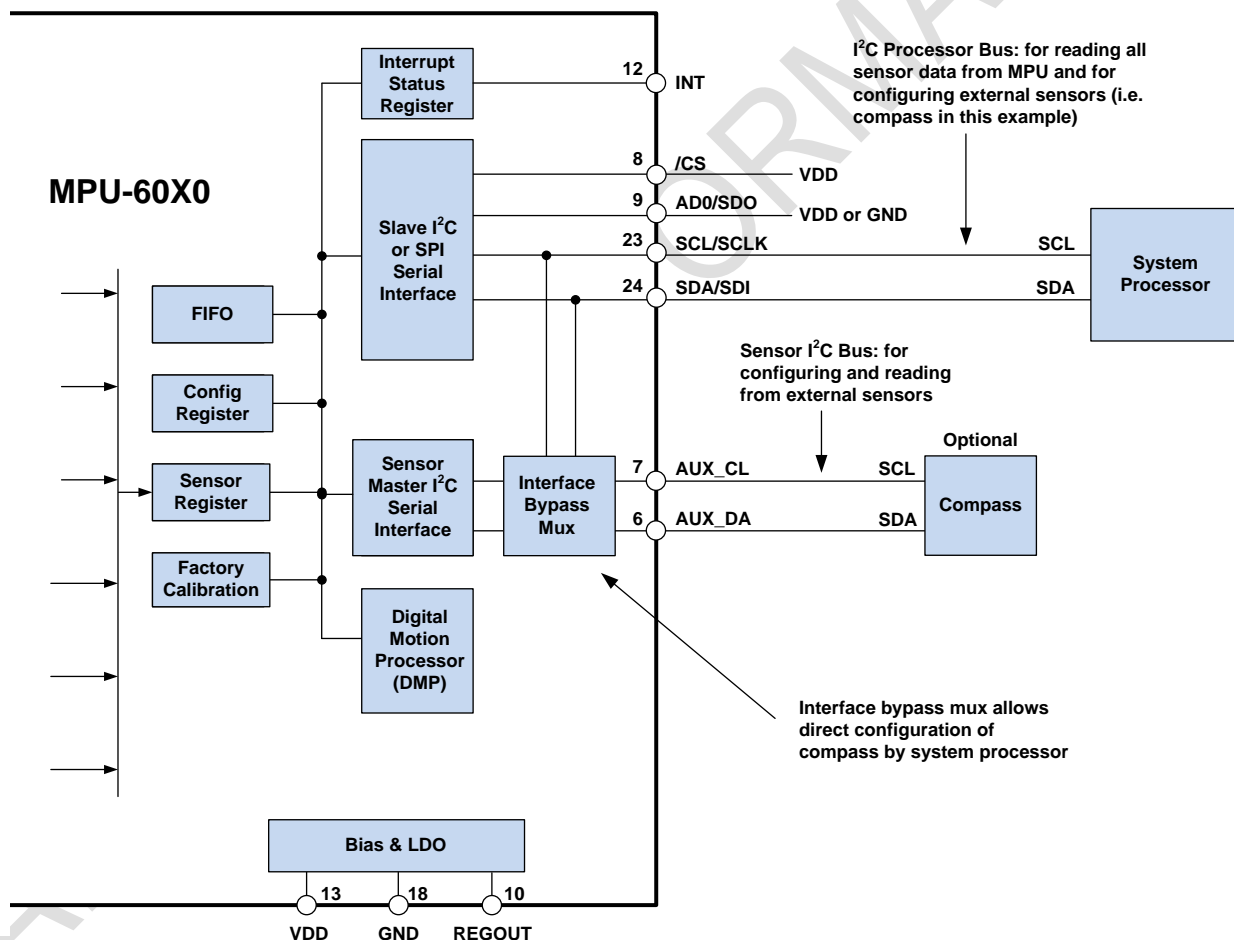 Interrupt
Status
Register
12
INT
I²C Processor Bus: for reading all
sensor data from MPU and for
configuring external sensors (i.e.
compass in this example)
MPU-60X0
Slave I²C
or SPI
Serial
Interface
8
/CS
VDD
9
AD0/SDO
VDD or GND
23
SCL/SCLK
SCL
24
SDA/SDI
SDA
System
Processor
FIFO
Config
Register
Sensor
Register
Factory
Calibration
Sensor I²C Bus: for
configuring and reading
from external sensors
Sensor
Master I²C
Serial
Interface
Interface
Bypass
Mux
7
AUX_CL
SCL
6
AUX_DA
SDA
Optional
Compass
Digital
Motion
Processor
(DMP)
Interface bypass mux allows
direct configuration of
compass by system processor
Bias & LDO
13
18
10
VDD
GND
REGOUT